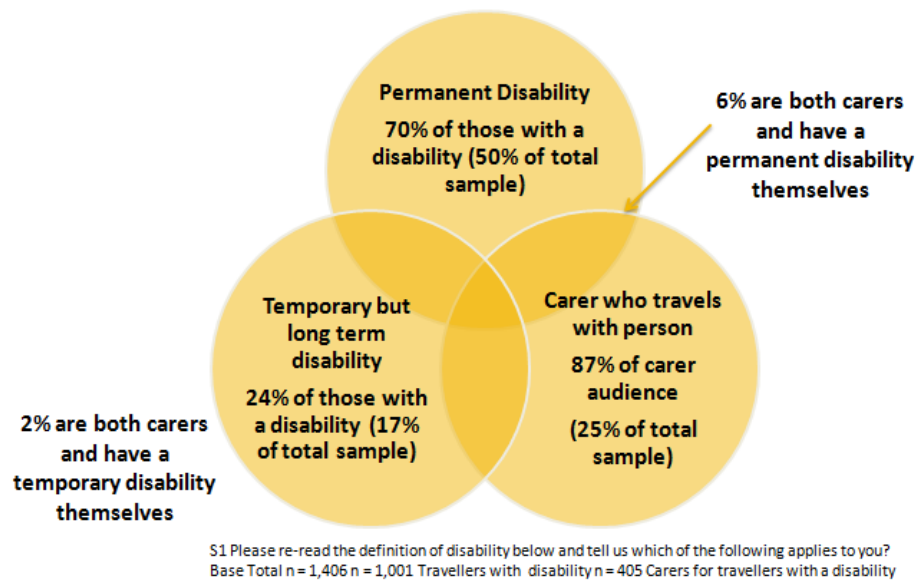 Permanent Disability
70% of those with a
disability (50% of total
sample)
6% are both carers
and have a
permanent disability
themselves
Temporary but
long term
disability
24% of those with
a disability (17%
of total sample)
Carer who travels
with person
87% of carer
audience
(25% of total
sample)
2% are both carers
and have a
temporary disability
themselves
S1 Please re-read the definition of disability below and tell us which of the following applies to you?
Base Total n = 1,406 n = 1,001 Travellers with disability n = 405 Carers for travellers with a disability